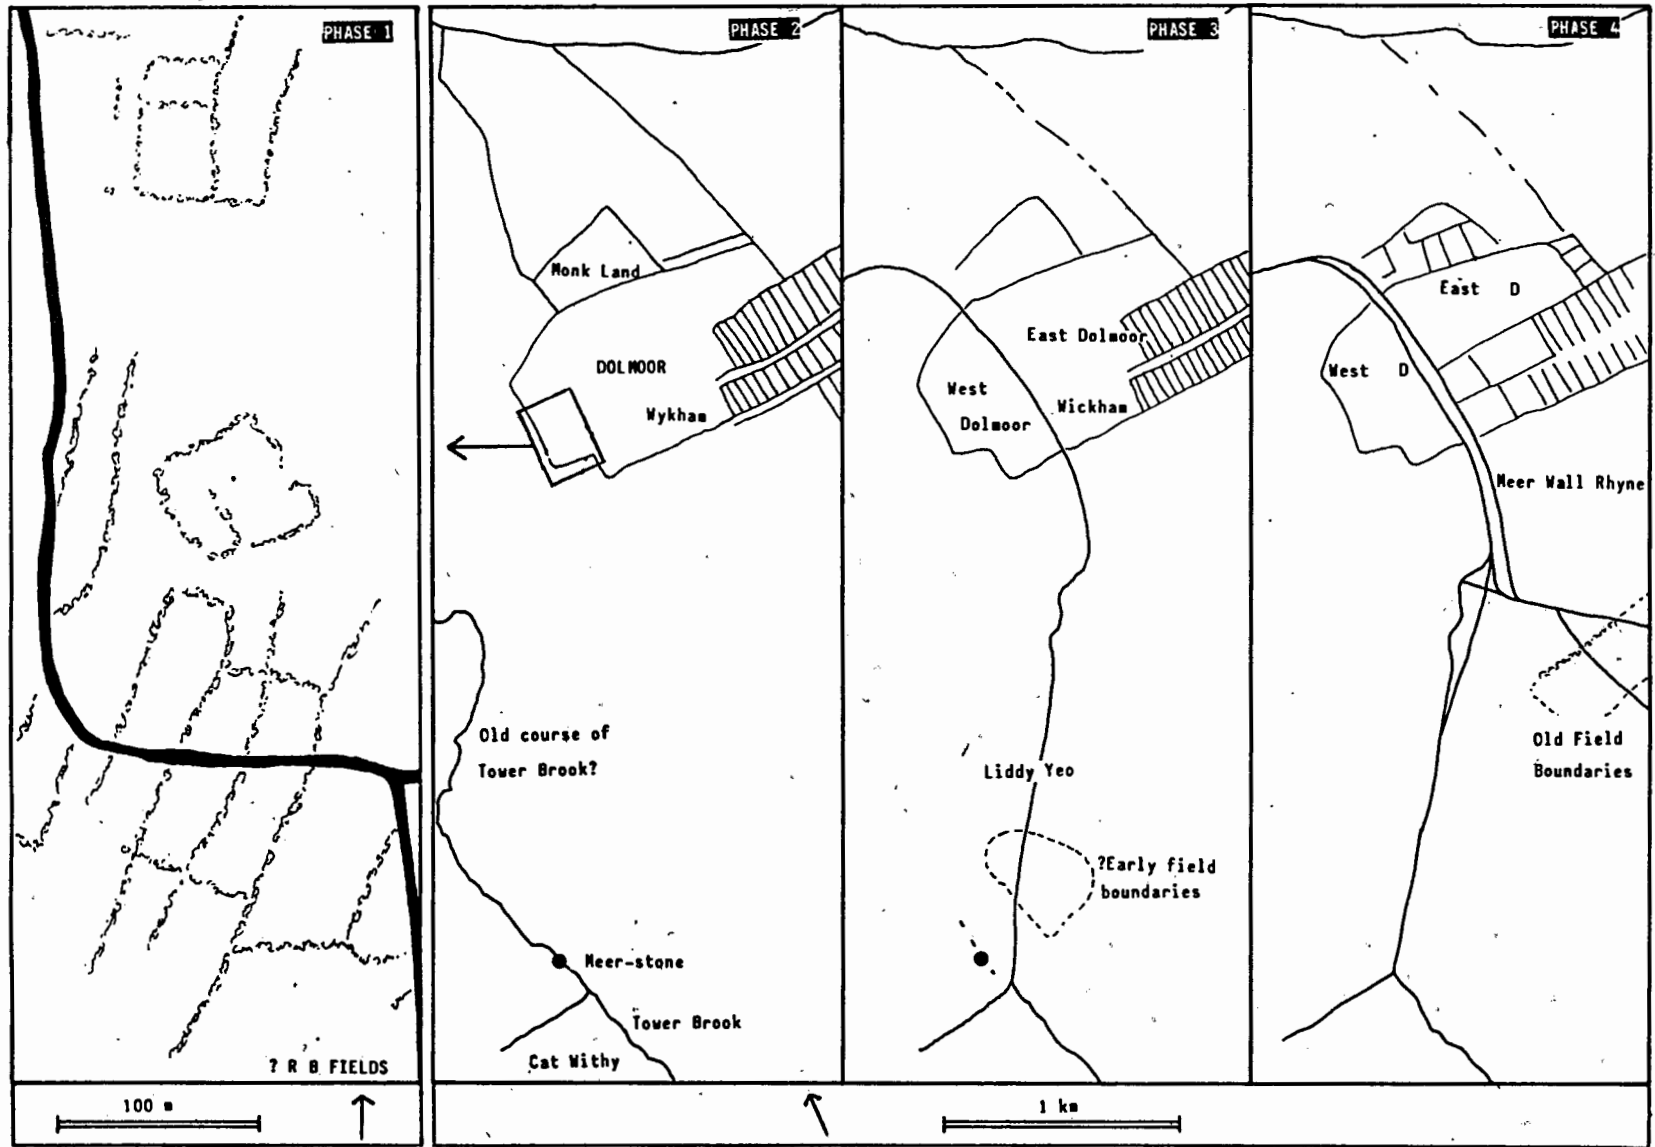 PHASE 1
? R B FIELDS
100 m
PHASE 2
Monk Land
DOLMOOR
Wykham
Old course of
Tower Brook?
Meer-stone
Tower Brook
Cat Withy
PHASE 3
East Dolmoor
West
Dolmoor
Wickham
Liddy Yeo
?Early field
boundaries
1 km
PHASE 4
East D
West D
Meer Wall Rhyne
Old Field
Boundaries